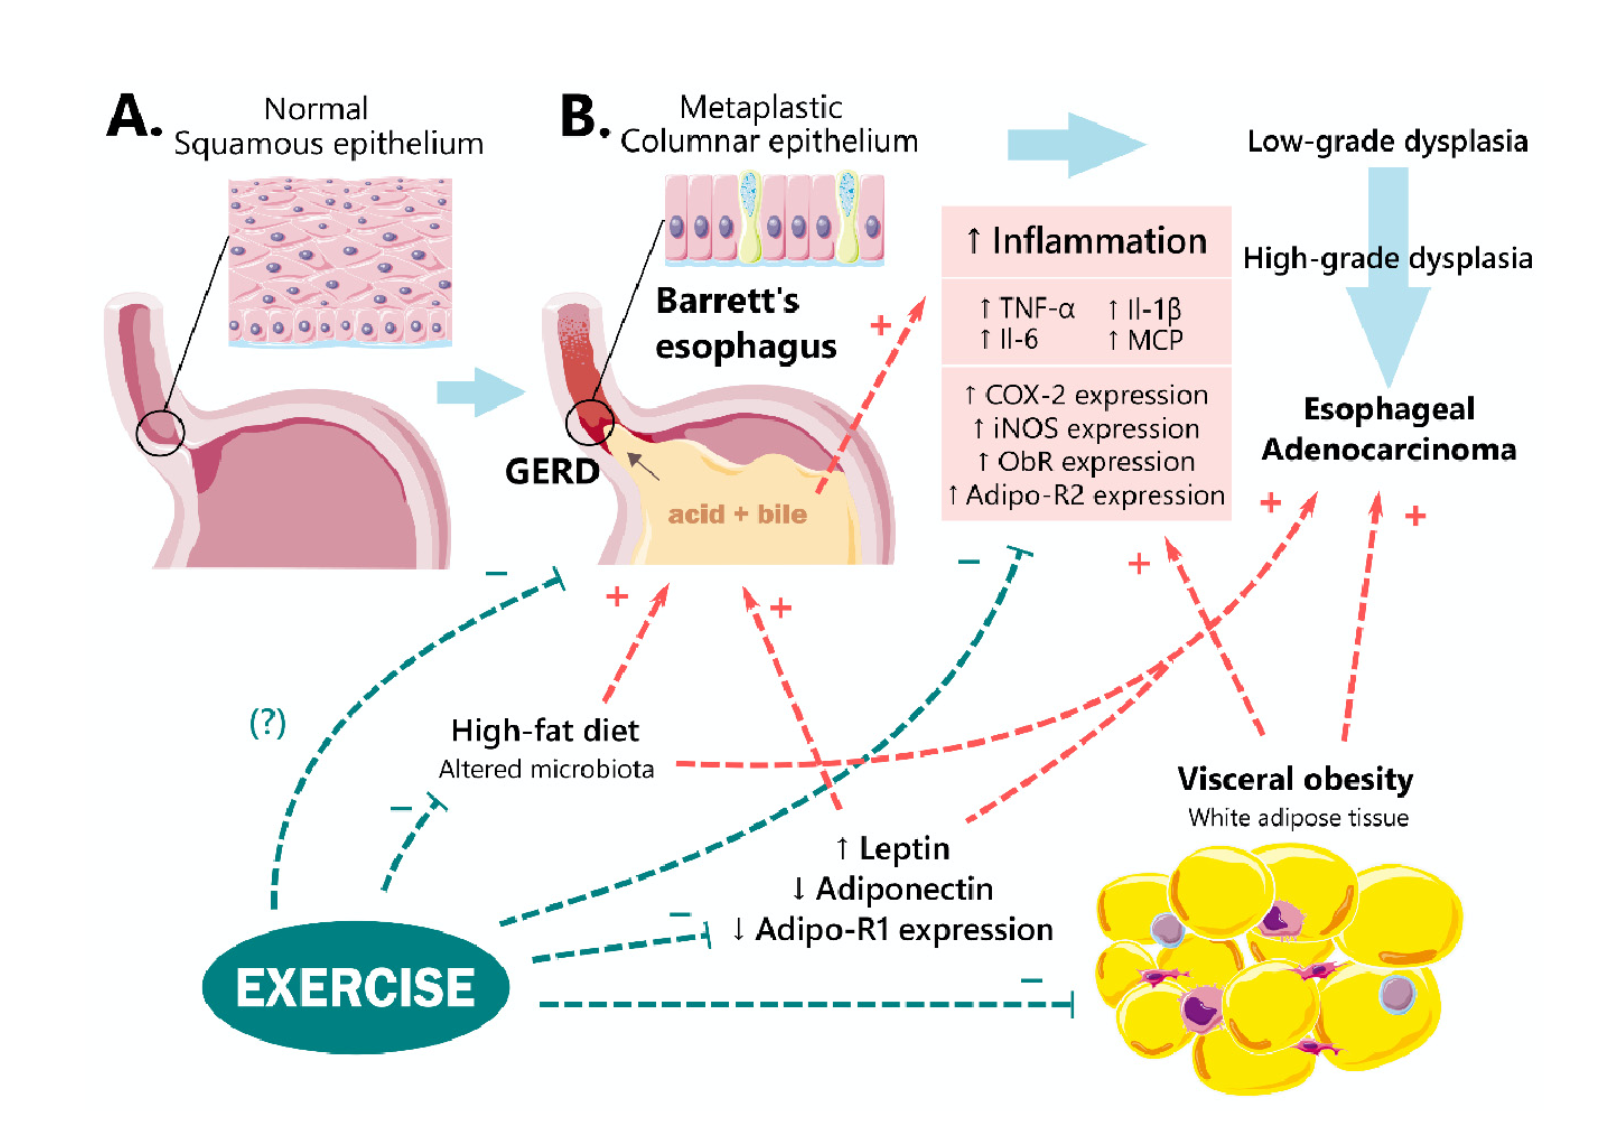 A.
Normal
Squamous epithelium
B.
Metaplastic
Columnar epithelium
Barrett's
esophagus
GERD
acid + bile
↑ Inflammation
↑ TNF-α ↑ Il-1β
↑ Il-6 ↑ MCP
↑ COX-2 expression
↑ iNOS expression
↑ ObR expression
↑ Adipo-R2 expression
Low-grade dysplasia
High-grade dysplasia
Esophageal
Adenocarcinoma
+
+
+
+
+
+
−
−
(?)
High-fat diet
Altered microbiota
−
↑ Leptin
↓ Adiponectin
↓ Adipo-R1 expression
−
Visceral obesity
White adipose tissue
−
EXERCISE